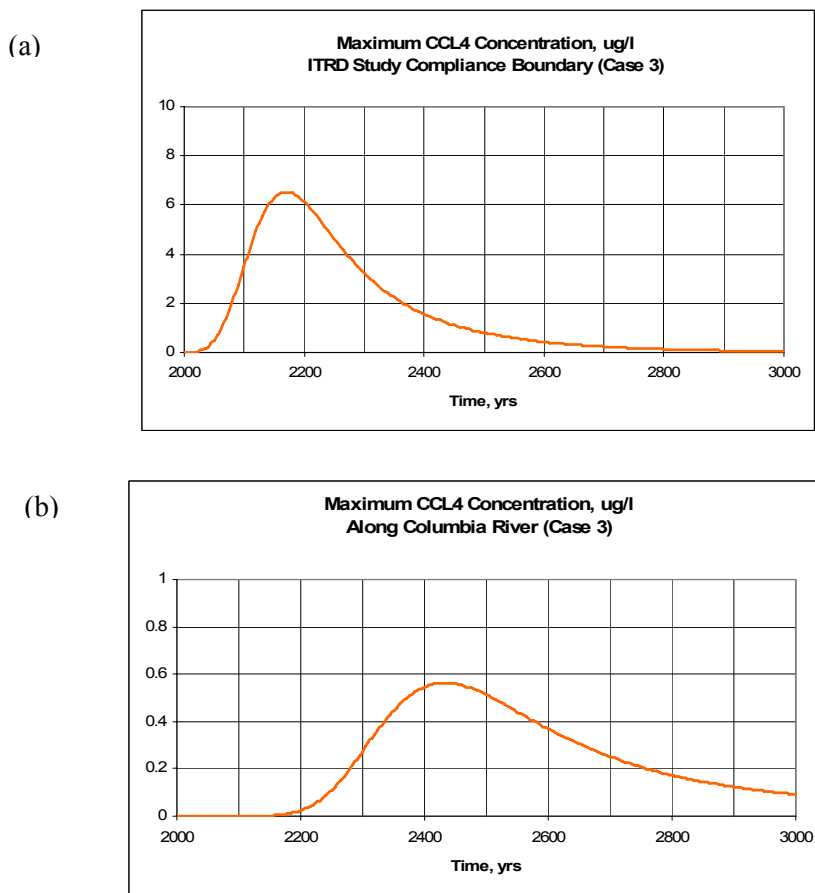 (a)
Maximum CCL4 Concentration, ug/l
ITRD Study Compliance Boundary (Case 3)
10
8
6
4
2
0
2000 2200 2400 2600 2800 3000
Time, yrs
(b)
Maximum CCL4 Concentration, ug/l
Along Columbia River (Case 3)
1
0.8
0.6
0.4
0.2
0
2000 2200 2400 2600 2800 3000
Time, yrs